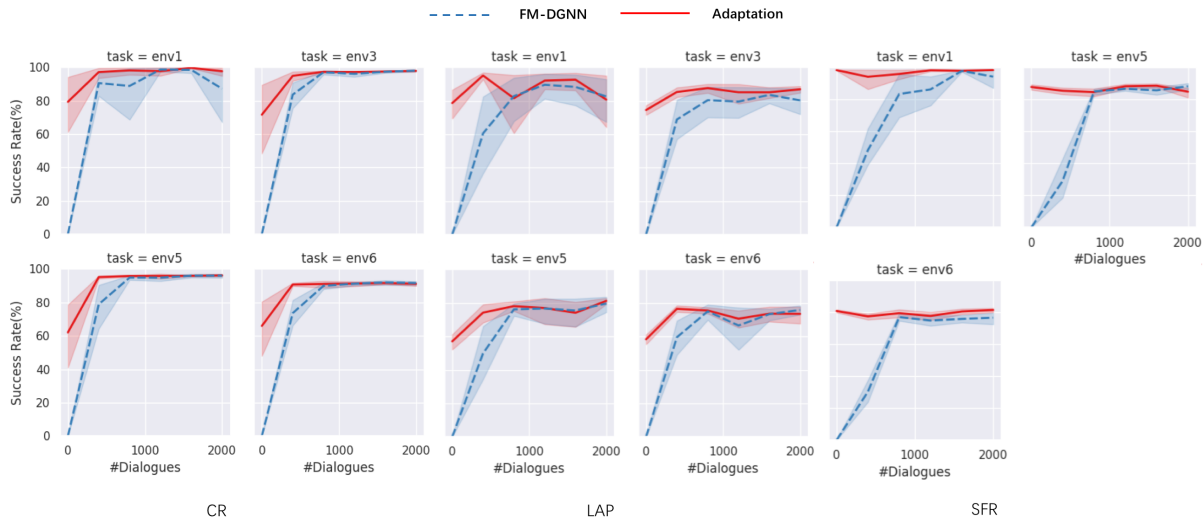 FM-DGNN Adaptation
task = env1 task = env3 task = env1 task = env3 task = env1 task = env5
Success Rate(%)
100
80
60
40
20
0
0 1000 2000
#Dialogues
task = env5 task = env6 task = env5 task = env6 task = env6
Success Rate(%)
100
80
60
40
20
0
0 1000 2000 0 1000 2000 0 1000 2000 0 1000 2000 0 1000 2000
#Dialogues #Dialogues #Dialogues #Dialogues #Dialogues
CR LAP SFR